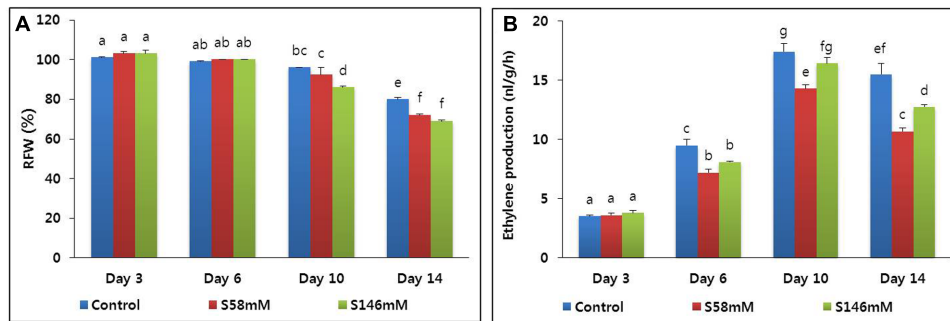 A
RFW (%)
120
100
80
60
40
20
0
a a a
ab ab ab
bc c d
e f f
Day 3 Day 6 Day 10 Day 14
Control S58mM S146mM
B
Ethylene production (nl/g/h)
20
15
10
5
0
a a a
c b b
g e fg
ef c d
Day 3 Day 6 Day 10 Day 14
Control S58mM S146mM